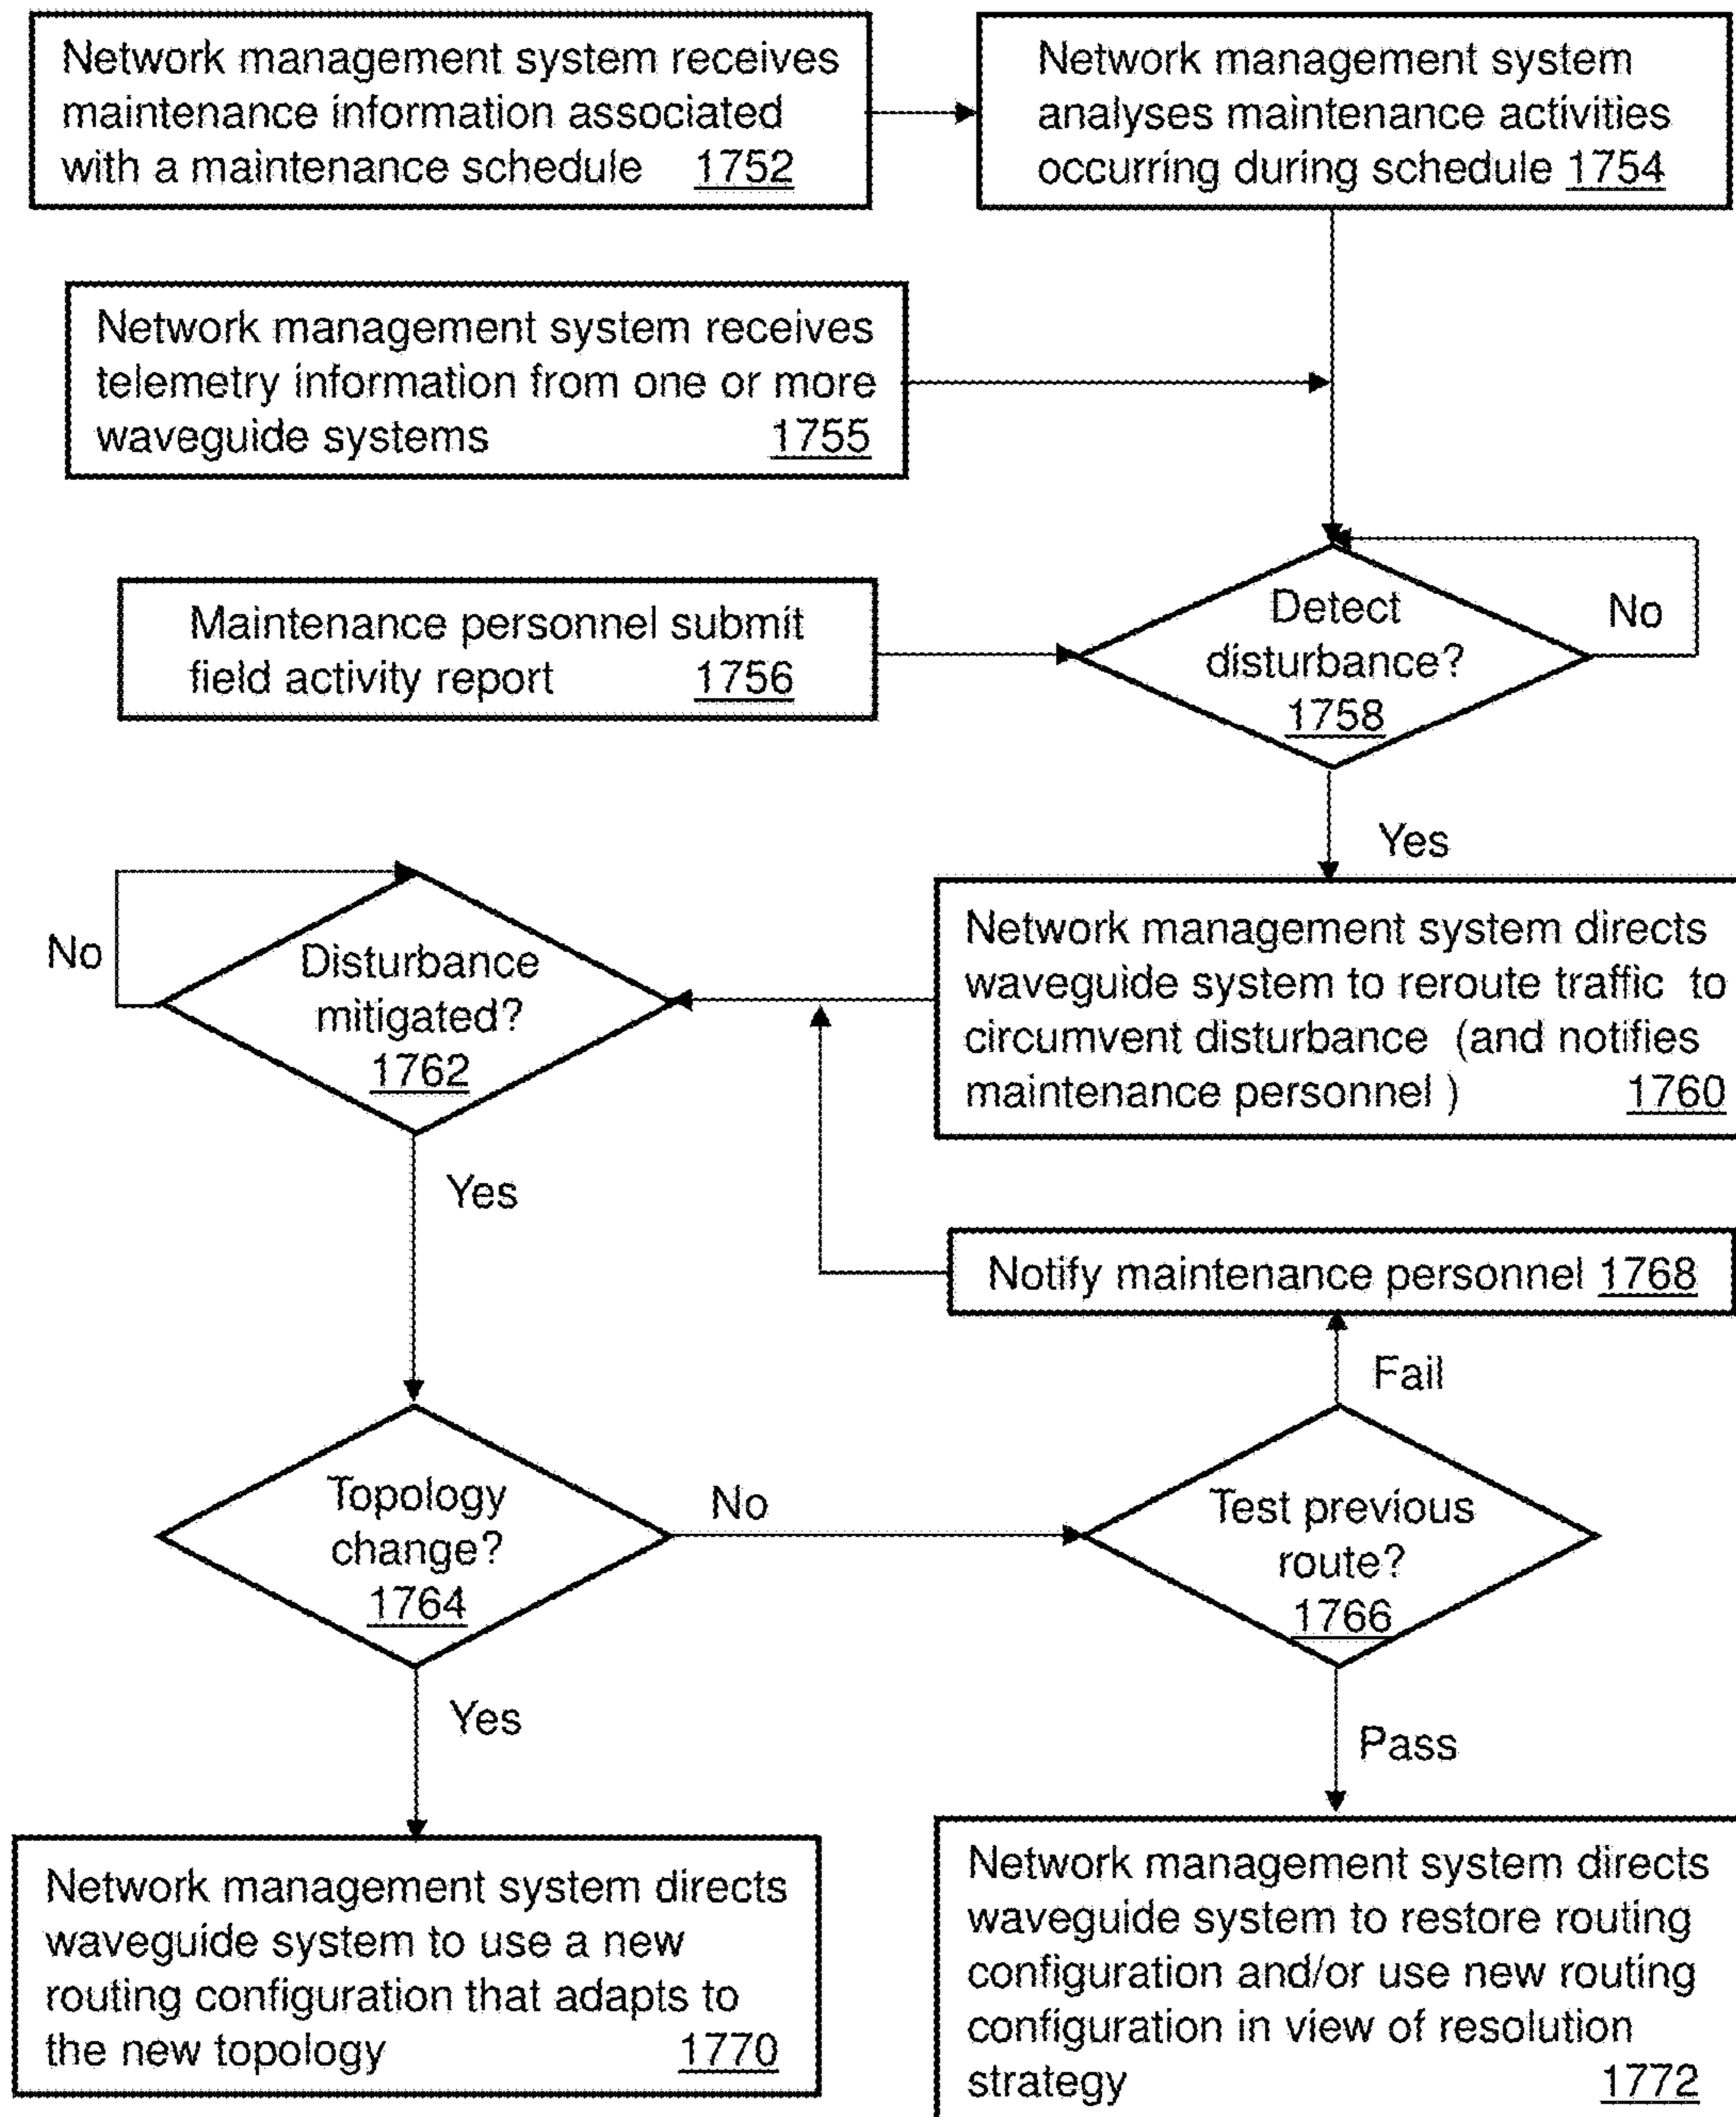 Network management system receives
maintenance information associated
with a maintenance schedule 1752
Network management system
analyses maintenance activities
occurring during schedule 1754
Network management system receives
telemetry information from one or more
waveguide systems 1755
Maintenance personnel submit
field activity report 1756
Detect
disturbance?
1758
No
Yes
Network management system directs
waveguide system to reroute traffic to
circumvent disturbance (and notifies
maintenance personnel ) 1760
No
Disturbance
mitigated?
1762
Yes
Notify maintenance personnel 1768
Fail
Topology
change?
1764
No
Test previous
route?
1766
Yes
Pass
Network management system directs
waveguide system to use a new
routing configuration that adapts to
the new topology 1770
Network management system directs
waveguide system to restore routing
configuration and/or use new routing
configuration in view of resolution
strategy 1772